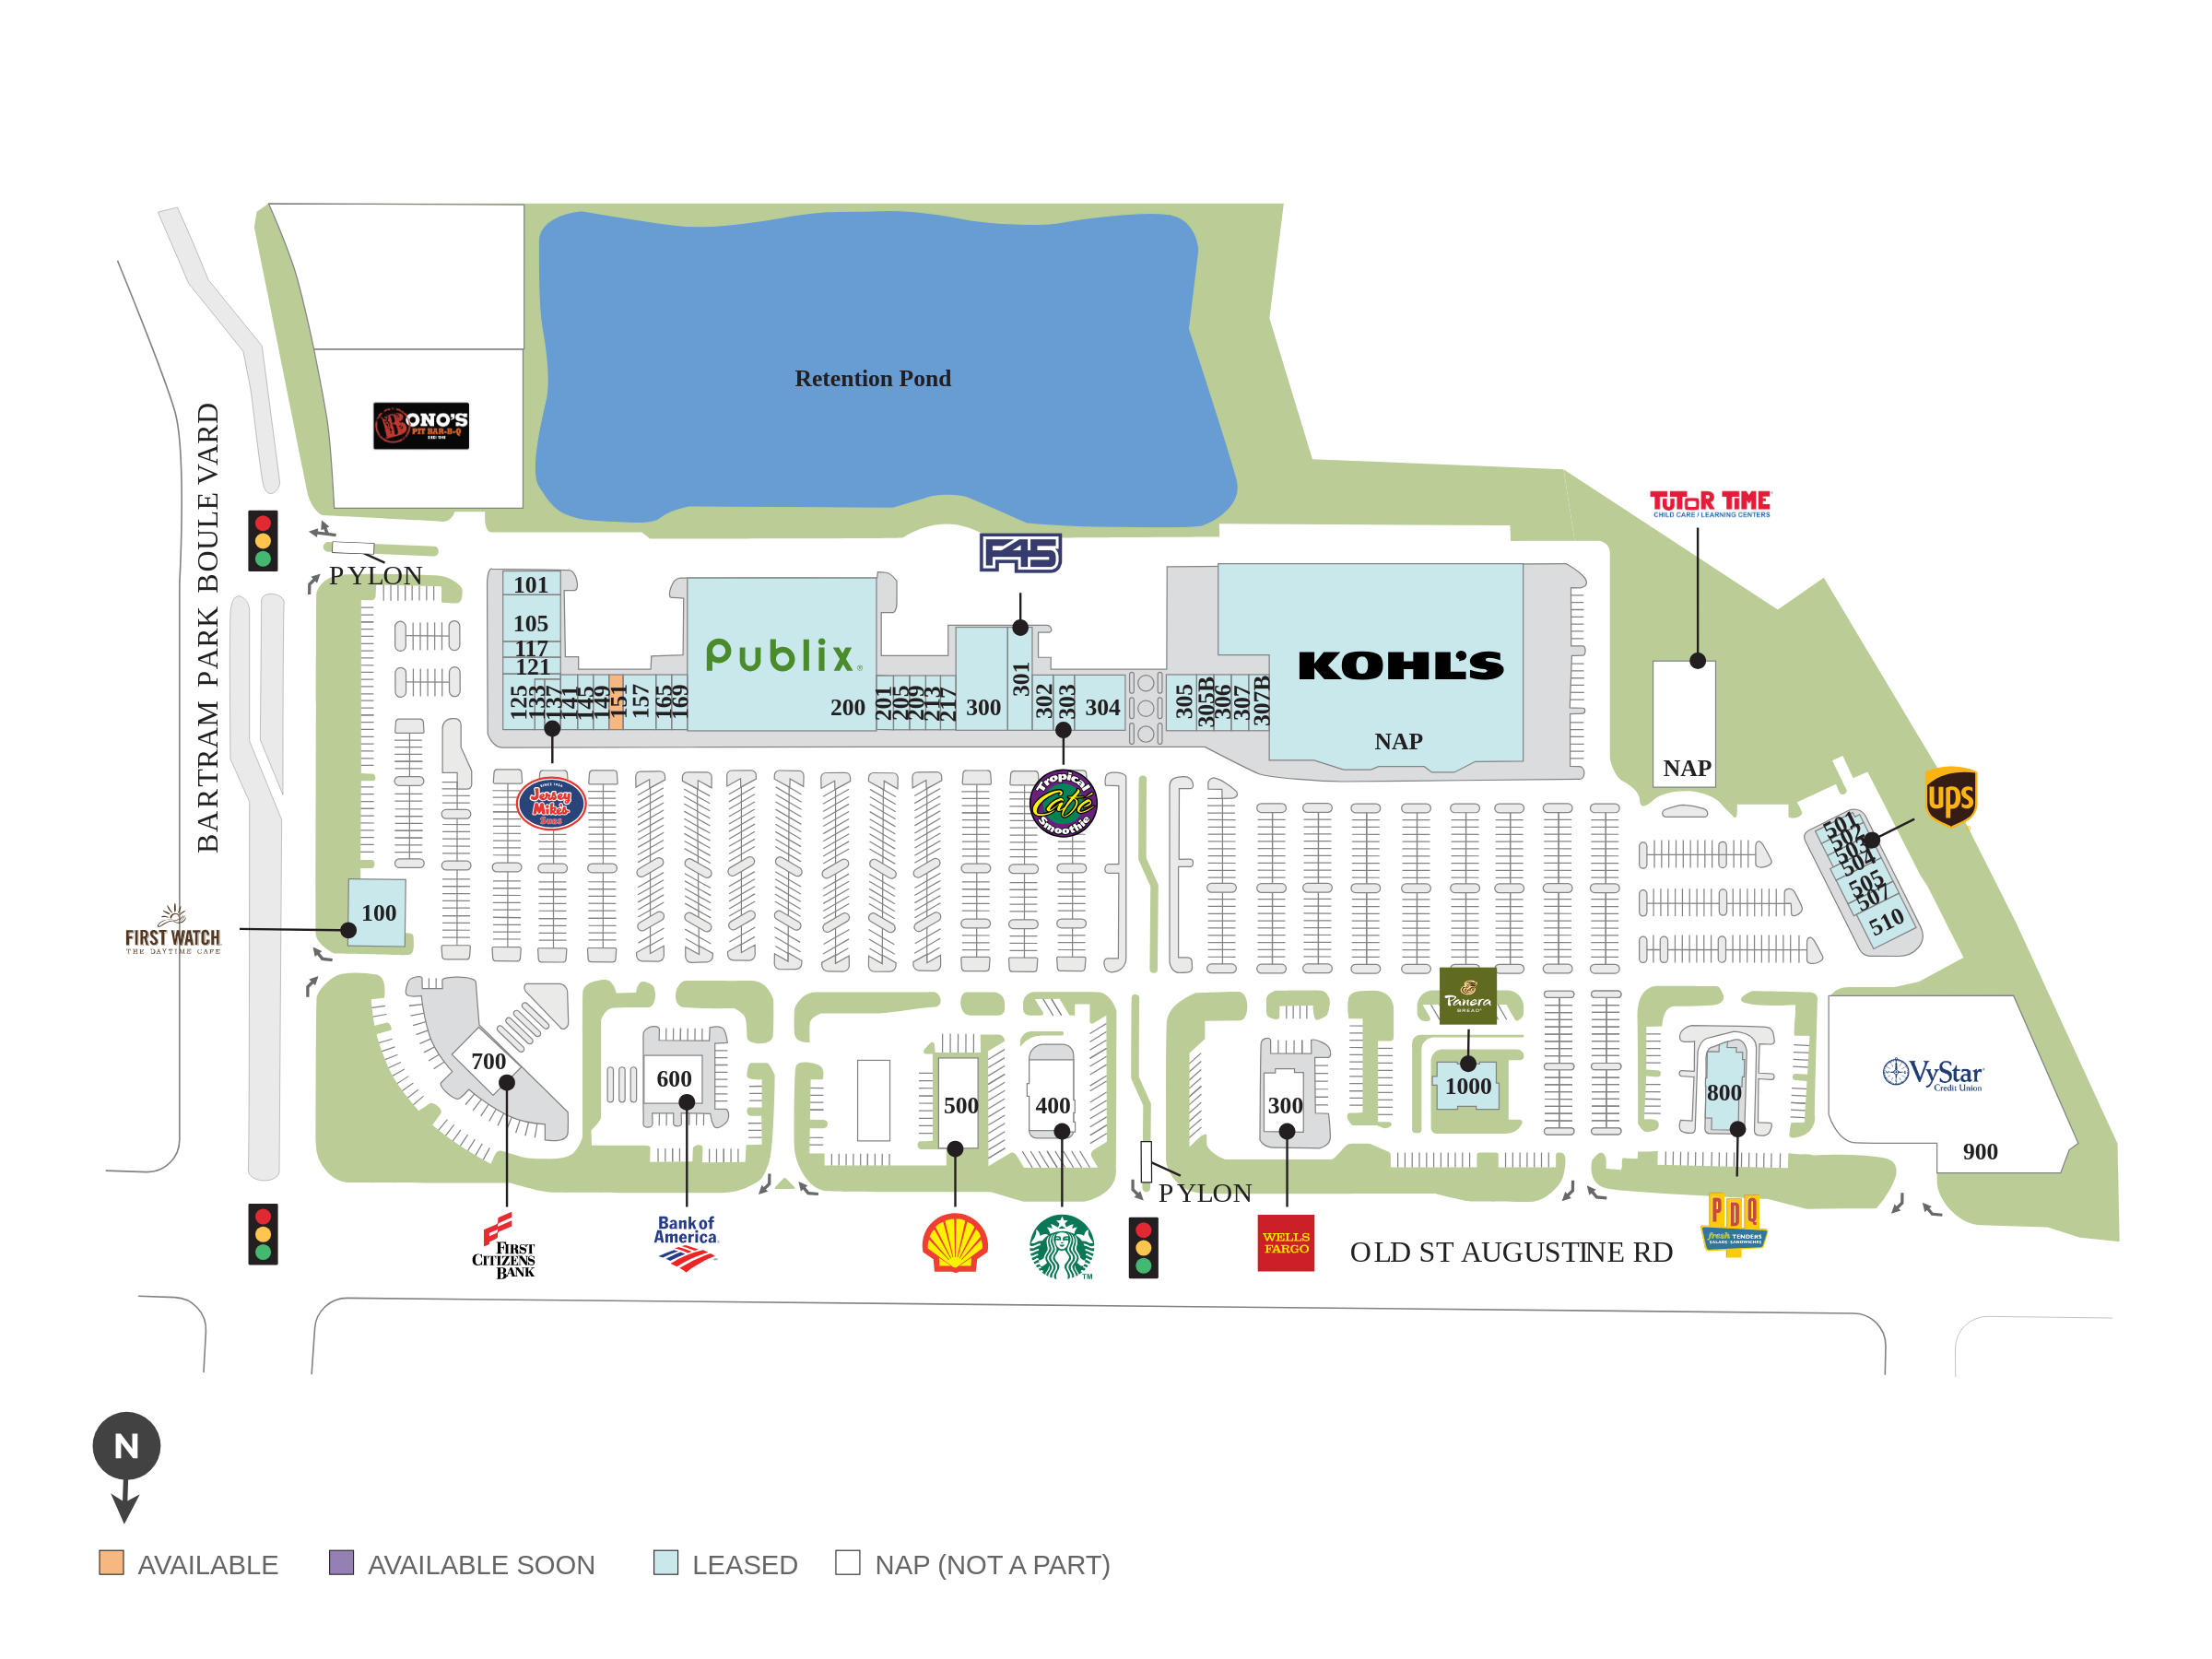 Retention Pond
BONO'S
PIT BAR-B-Q
BARTRAM PARK BOULEVARD
PYLON
F45
TUTOR TIME
CHILD CARE / LEARNING CENTERS
101
105
117
121
125
133
137
141
145
149
151
157
165
169
Publix
200
201
205
209
213
217
300
301
302
303
304
305
305B
306
307
307B
KOHL'S
NAP
NAP
Jersey
Mike's
Subs
Tropical
Café
Smoothie
ups
501
502
503
504
505
507
510
100
FIRST WATCH
THE DAYTIME CAFE
Panera
BREAD
700
600
500
400
300
1000
800
VyStar
Credit Union
900
PYLON
FIRST
CITIZENS
BANK
Bank of
America
TM
WELLS
FARGO
OLD ST AUGUSTINE RD
PDQ
fresh TENDERS
SALADS SANDWICHES
N
AVAILABLE
AVAILABLE SOON
LEASED
NAP (NOT A PART)